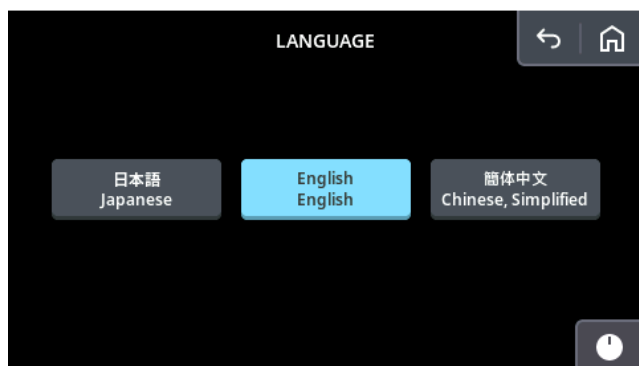 LANGUAGE
日本語
Japanese
English
English
簡体中文
Chinese, Simplified